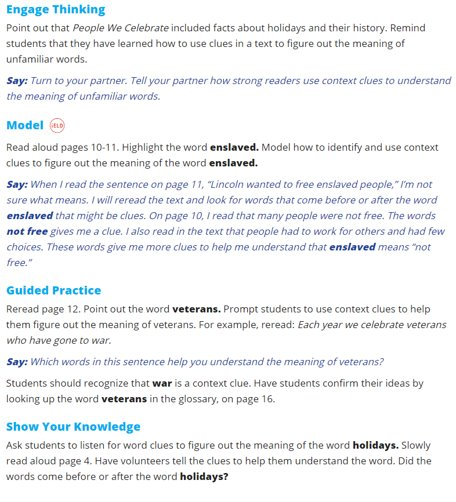 Engage Thinking
Point out that People We Celebrate included facts about holidays and their history. Remind
students that they have learned how to use clues in a text to figure out the meaning of
unfamiliar words.
Say: Turn to your partner. Tell your partner how strong readers use context clues to understand
the meaning of unfamiliar words.
Model iELD
Read aloud pages 10-11. Highlight the word enslaved. Model how to identify and use context
clues to figure out the meaning of the word enslaved.
Say: When I read the sentence on page 11, “Lincoln wanted to free enslaved people,” I’m not
sure what means. I will reread the text and look for words that come before or after the word
enslaved that might be clues. On page 10, I read that many people were not free. The words
not free gives me a clue. I also read in the text that people had to work for others and had few
choices. These words give me more clues to help me understand that enslaved means “not
free.”
Guided Practice
Reread page 12. Point out the word veterans. Prompt students to use context clues to help
them figure out the meaning of veterans. For example, reread: Each year we celebrate veterans
who have gone to war.
Say: Which words in this sentence help you understand the meaning of veterans?
Students should recognize that war is a context clue. Have students confirm their ideas by
looking up the word veterans in the glossary, on page 16.
Show Your Knowledge
Ask students to listen for word clues to figure out the meaning of the word holidays. Slowly
read aloud page 4. Have volunteers tell the clues to help them understand the word. Did the
words come before or after the word holidays?